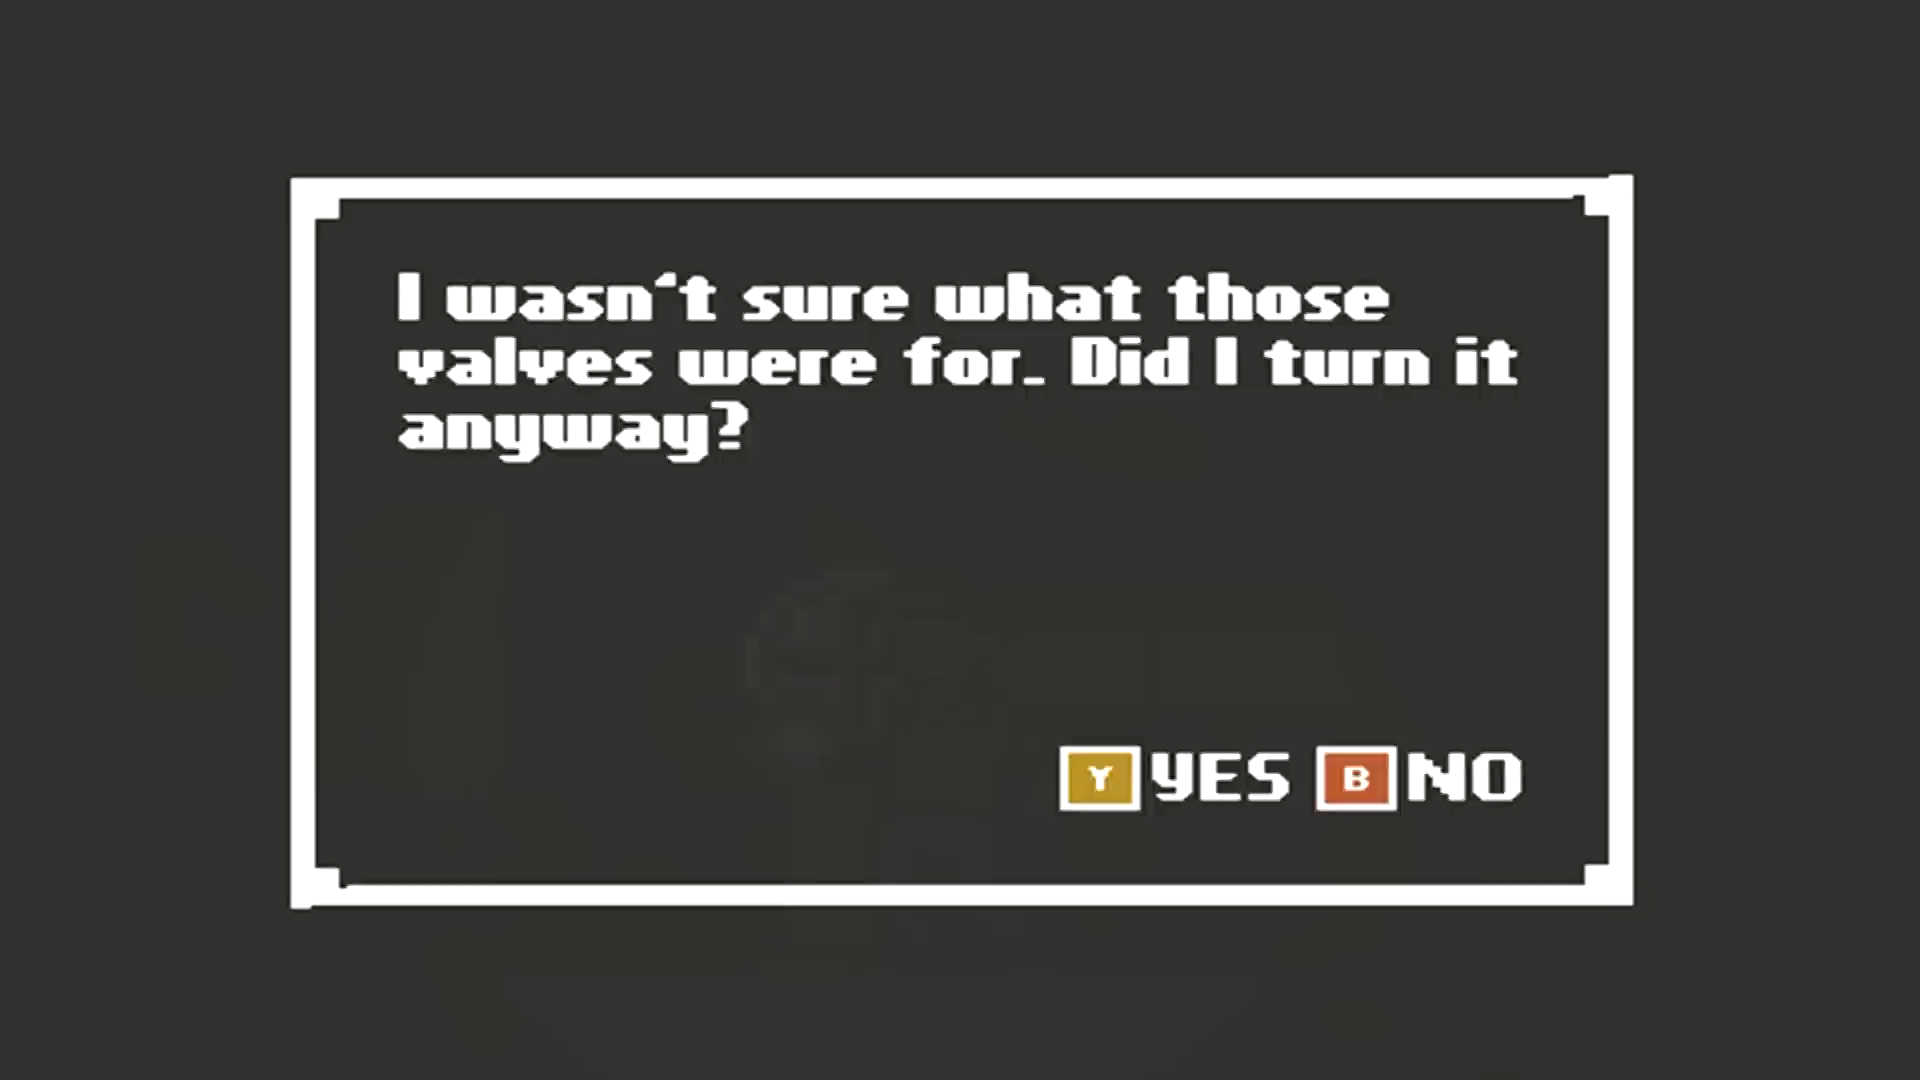 I wasn't sure what those
valves were for. Did I turn it
anyway?
Y YES B NO